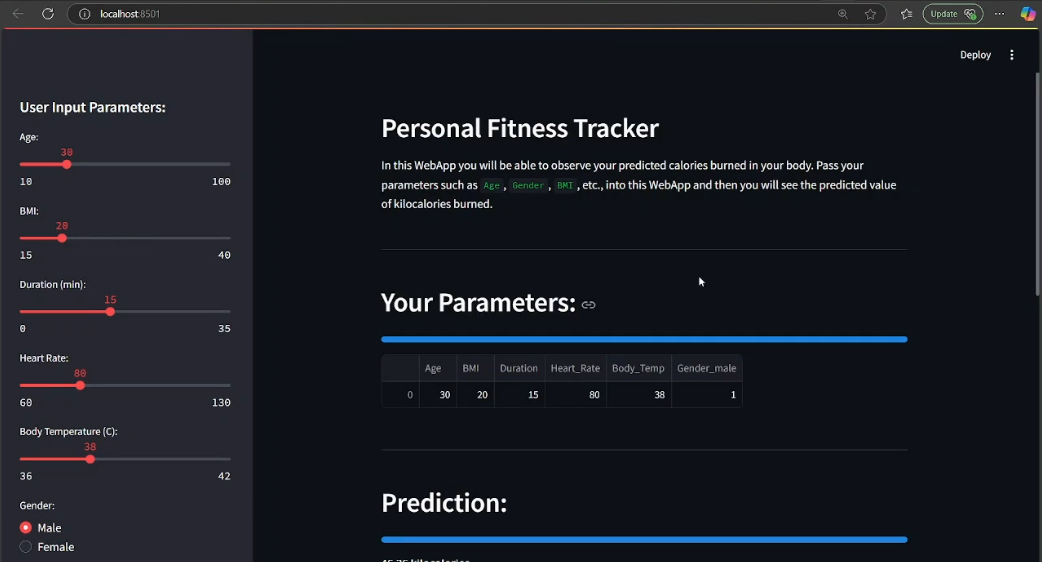 localhost:8501
Update
Deploy
User Input Parameters:
Age:
30
10 100
BMI:
20
15 40
Duration (min):
15
0 35
Heart Rate:
80
60 130
Body Temperature (C):
38
36 42
Gender:
Male
Female
Personal Fitness Tracker
In this WebApp you will be able to observe your predicted calories burned in your body. Pass your
parameters such as Age , Gender , BMI , etc., into this WebApp and then you will see the predicted value
of kilocalories burned.
Your Parameters:
Age BMI Duration Heart_Rate Body_Temp Gender_male
0 30 20 15 80 38 1
Prediction:
kilocalories